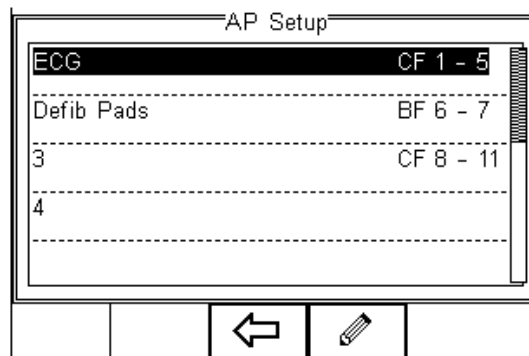 AP Setup
ECG CF 1 - 5
Defib Pads BF 6 - 7
3 CF 8 - 11
4